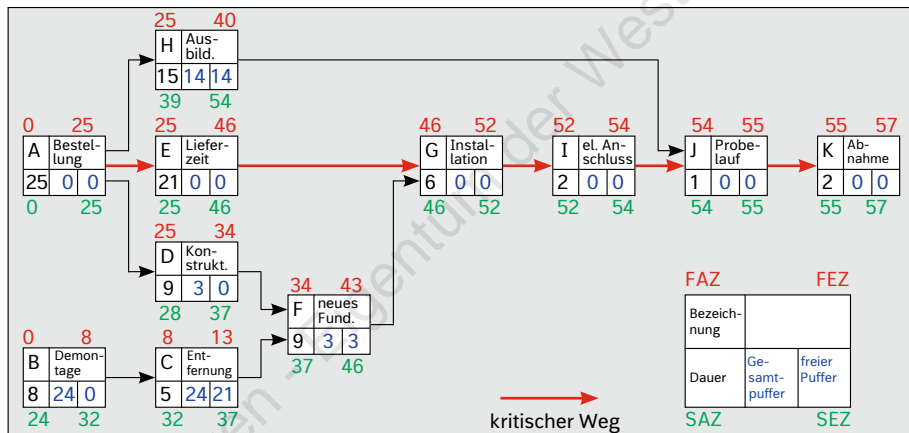 25 40
H Aus-
bild.
15 14 14
39 54
0 25
A Bestel-
lung
25 0 0
0 25
25 46
E Liefer-
zeit
21 0 0
25 46
46 52
G Instal-
lation
6 0 0
46 52
52 54
I el. An-
schluss
2 0 0
52 54
54 55
J Probe-
lauf
1 0 0
54 55
55 57
K Ab-
nahme
2 0 0
55 57
25 34
D Kon-
strukt.
9 3 0
28 37
34 43
F neues
Fund.
9 3 3
37 46
0 8
B Demon-
tage
8 24 0
24 32
8 13
C Ent-
fernung
5 24 21
32 37
kritischer Weg
FAZ FEZ
Bezeich-
nung
Dauer
Ge-
samt-
puffer
freier
Puffer
SAZ SEZ
en - Eigentum der West